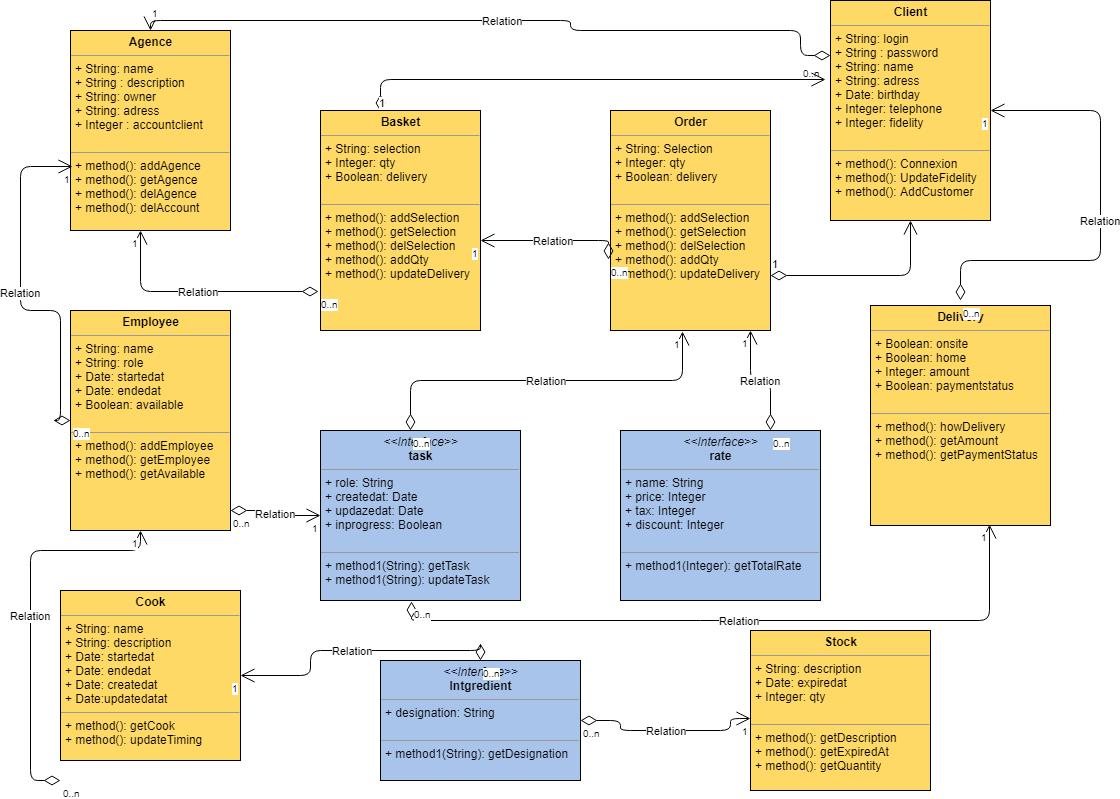 1
Relation
Agence
+ String: name
+ String : description
+ String: owner
+ String: adress
+ Integer : accountclient
+ method(): addAgence
+ method(): getAgence
+ method(): delAgence
+ method(): delAccount
1
1
Client
+ String: login
+ String : password
+ String: name
+ String: adress
+ Date: birthday
+ Integer: telephone
+ Integer: fidelity
+ method(): Connexion
+ method(): UpdateFidelity
+ method(): AddCustomer
0..n
1
1
Basket
+ String: selection
+ Integer: qty
+ Boolean: delivery
+ method(): addSelection
+ method(): getSelection
+ method(): delSelection
+ method(): addQty
+ method(): updateDelivery
1
0..n
Relation
Relation
Order
+ String: Selection
+ Integer: qty
+ Boolean: delivery
+ method(): addSelection
+ method(): getSelection
+ method(): delSelection
+ method(): addQty
method(): updateDelivery
0..n
1
1
1
Relation
Relation
Employee
+ String: name
+ String: role
+ Date: startedat
+ Date: endedat
+ Boolean: available
0..n
+ method(): addEmployee
+ method(): getEmployee
+ method(): getAvailable
0..n
1
Relation
1
Relation
Relation
Delivery
0..n
+ Boolean: onsite
+ Boolean: home
+ Integer: amount
+ Boolean: paymentstatus
+ method(): howDelivery
+ method(): getAmount
+ method(): getPaymentStatus
1
<<Interface>>
0..n
task
+ role: String
+ createdat: Date
+ updazedat: Date
+ inprogress: Boolean
+ method1(String): getTask
+ method1(String): updateTask
0..n
Relation
<<Interface>>
0..n
rate
+ name: String
+ price: Integer
+ tax: Integer
+ discount: Integer
+ method1(Integer): getTotalRate
Relation
Cook
+ String: name
+ String: description
+ Date: startedat
+ Date: endedat
+ Date: createdat
+ Date:updatedatat
+ method(): getCook
+ method(): updateTiming
1
0..n
Relation
Relation
<<Interface>>
0..n
Intgredient
+ designation: String
+ method1(String): getDesignation
0..n
Relation
1
Stock
+ String: description
+ Date: expiredat
+ Integer: qty
+ method(): getDescription
+ method(): getExpiredAt
+ method(): getQuantity